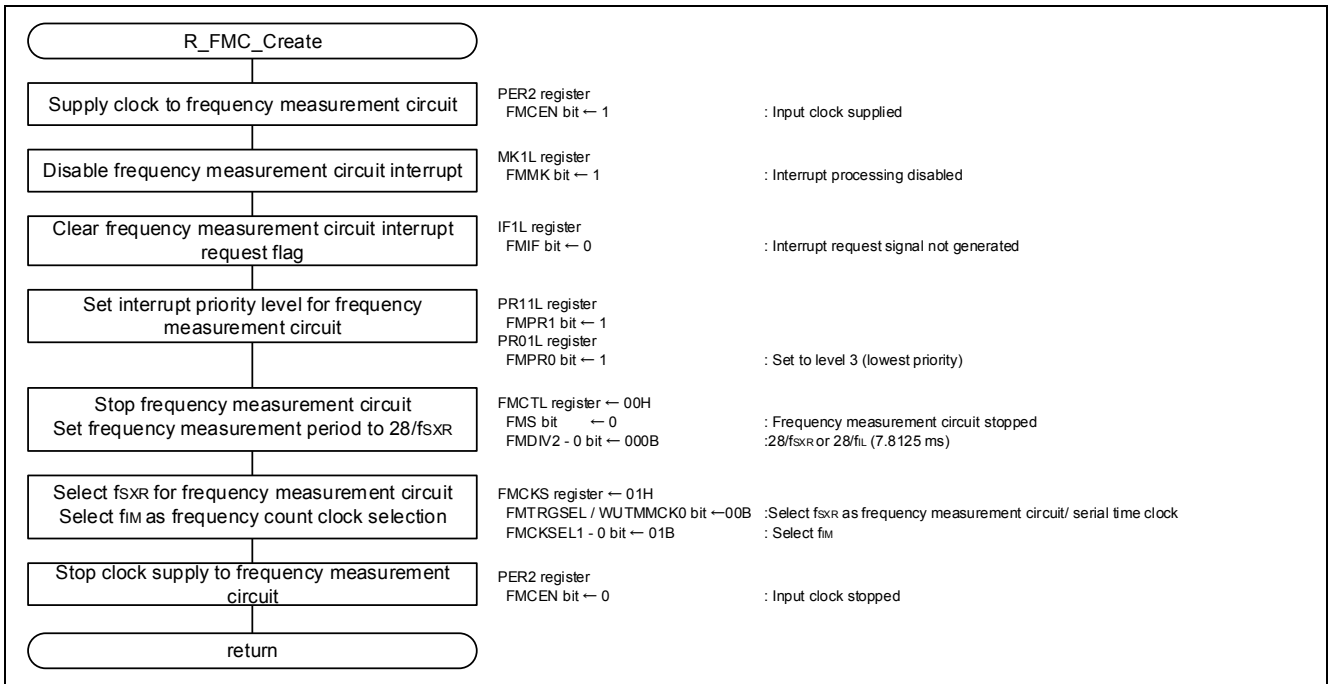 R_FMC_Create
Supply clock to frequency measurement circuit
PER2 register
FMCEN bit ← 1 : Input clock supplied
Disable frequency measurement circuit interrupt
MK1L register
FMMK bit ← 1 : Interrupt processing disabled
Clear frequency measurement circuit interrupt
request flag
IF1L register
FMIF bit ← 0 : Interrupt request signal not generated
Set interrupt priority level for frequency
measurement circuit
PR11L register
FMPR1 bit ← 1
PR01L register
FMPR0 bit ← 1 : Set to level 3 (lowest priority)
Stop frequency measurement circuit
Set frequency measurement period to 28/fSXR
FMCTL register ← 00H
FMS bit ← 0 : Frequency measurement circuit stopped
FMDIV2 - 0 bit ← 000B :28/fSXR or 28/fIL (7.8125 ms)
Select fSXR for frequency measurement circuit
Select fIM as frequency count clock selection
FMCKS register ← 01H
FMTRGSEL / WUTMMCK0 bit ←00B :Select fSXR as frequency measurement circuit/ serial time clock
FMCKSEL1 - 0 bit ← 01B : Select fIM
Stop clock supply to frequency measurement
circuit
PER2 register
FMCEN bit ← 0 : Input clock stopped
return